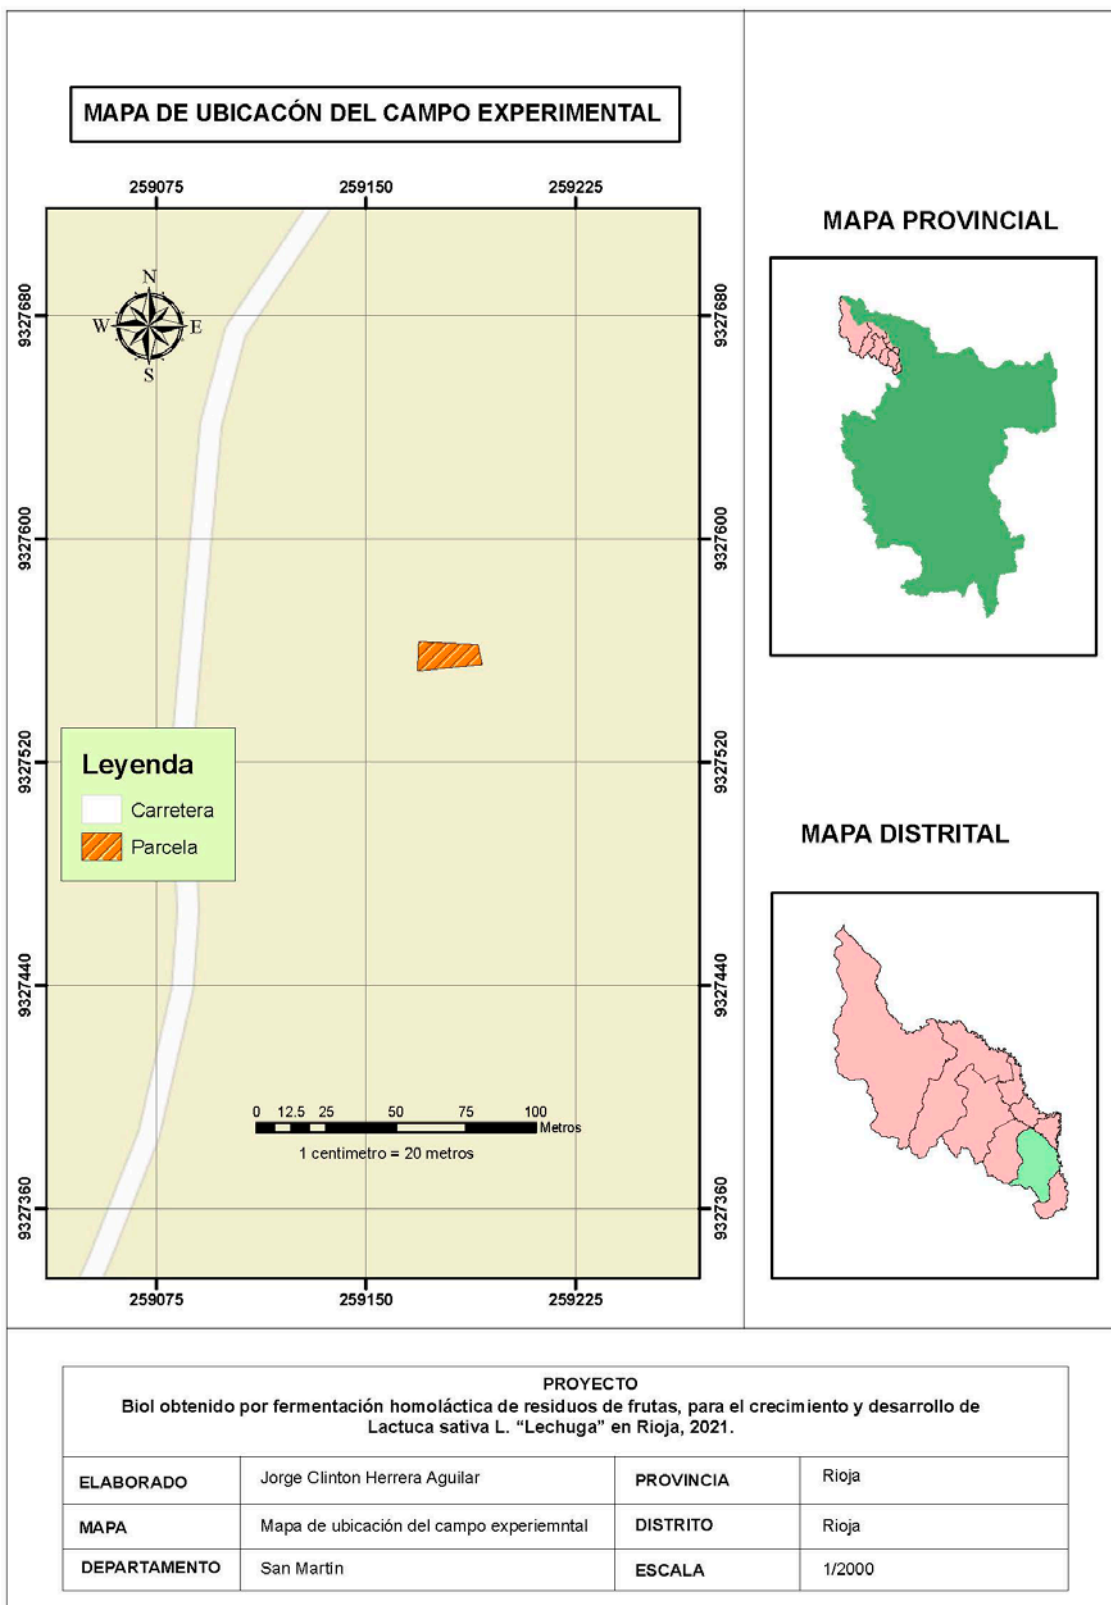 MAPA DE UBICACÓN DEL CAMPO EXPERIMENTAL
259075 259150 259225
N
W E
S
9327680 9327680
9327600 9327600
9327520 9327520
9327440 9327440
9327360 9327360
Leyenda
Carretera
Parcela
0 12.5 25 50 75 100
Metros
1 centimetro = 20 metros
259075 259150 259225
MAPA PROVINCIAL
MAPA DISTRITAL
PROYECTO
Biol obtenido por fermentación homoláctica de residuos de frutas, para el crecimiento y desarrollo de
Lactuca sativa L. “Lechuga” en Rioja, 2021.
ELABORADO Jorge Clinton Herrera Aguilar PROVINCIA Rioja
MAPA Mapa de ubicación del campo experiemntal DISTRITO Rioja
DEPARTAMENTO San Martin ESCALA 1/2000